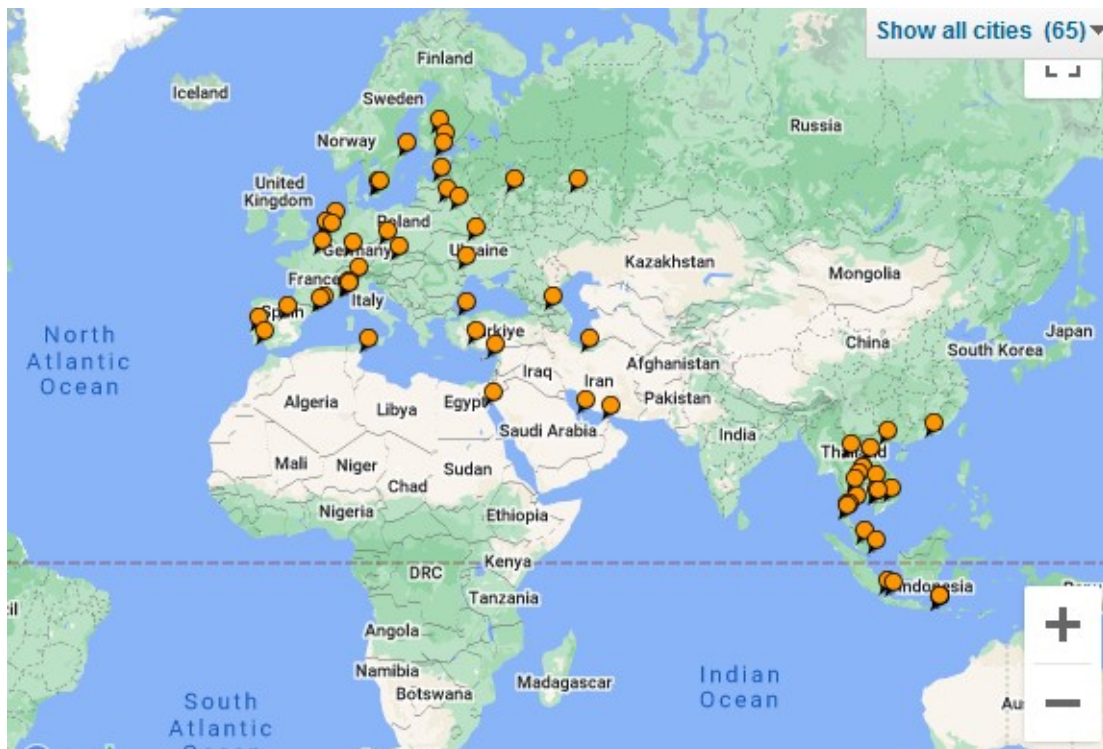 Show all cities (65)
Finland
Iceland
Sweden
Norway
Russia
United
Kingdom
Poland
Germany
Ukraine
Kazakhstan
Mongolia
France
Italy
Spain
North
Atlantic
Ocean
Türkiye
Japan
China
South Korea
Afghanistan
Iraq
Iran
Pakistan
Algeria
Libya
Egypt
Saudi Arabia
India
Thailand
Mali
Niger
Sudan
Chad
Nigeria
Ethiopia
Kenya
DRC
Tanzania
Indonesia
Angola
Namibia
Botswana
Madagascar
Indian
Ocean
South
Atlantic